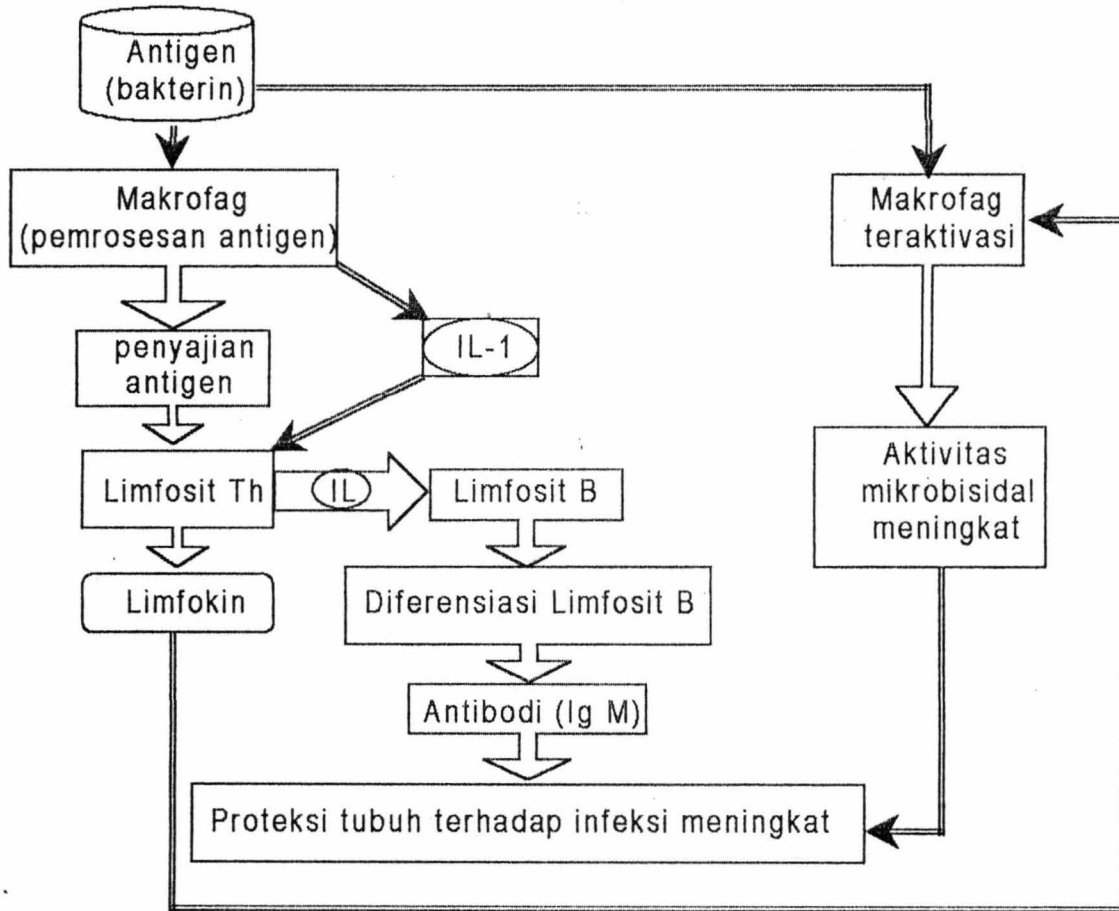 Antigen
(bakterin)
Makrofag
(pemrosesan antigen)
Makrofag
teraktivasi
IL-1
penyajian
antigen
Limfosit Th
IL
Limfosit B
Aktivitas
mikrobisidal
meningkat
Limfokin
Diferensiasi Limfosit B
Antibodi (Ig M)
Proteksi tubuh terhadap infeksi meningkat